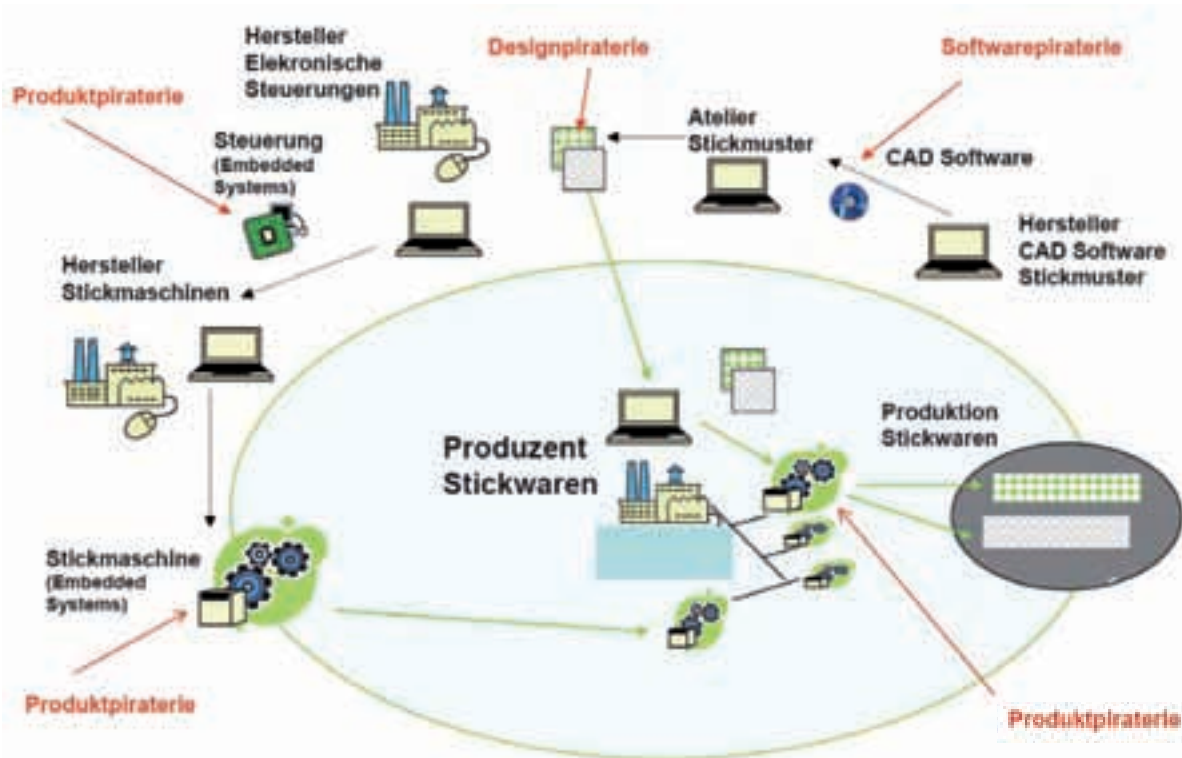 Hersteller
Elekronische
Steuerungen
Designpiraterie
Softwarepiraterie
Produktpiraterie
Steuerung
(Embedded
Systems)
Atelier
Stickmuster
CAD Software
Hersteller
CAD Software
Stickmuster
Hersteller
Stickmaschinen
Produzent
Stickwaren
Produktion
Stickwaren
Stickmaschine
(Embedded
Systems)
Produktpiraterie
Produktpiraterie